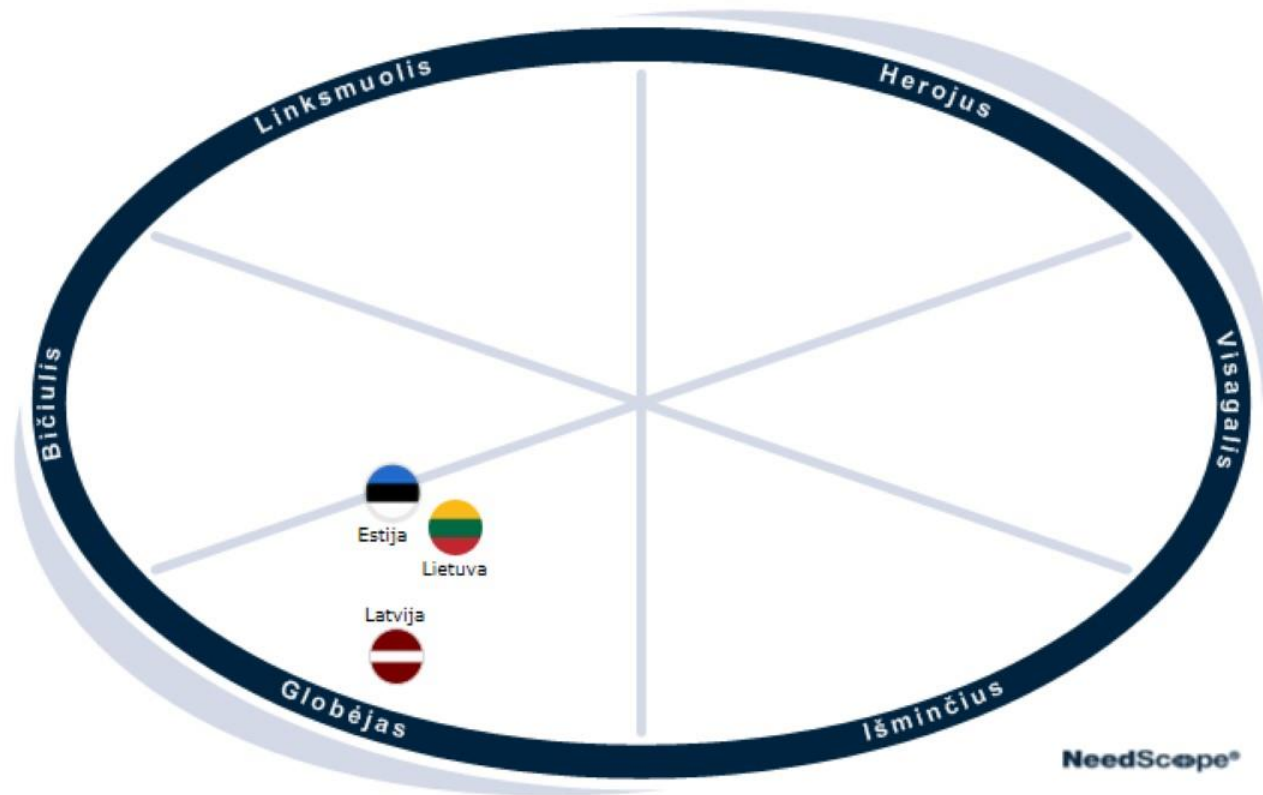 Linksmuolis
Herojus
Bičiulis
Visagalis
Estija
Lietuva
Latvija
Globėjas
Išminčius
NeedScope®